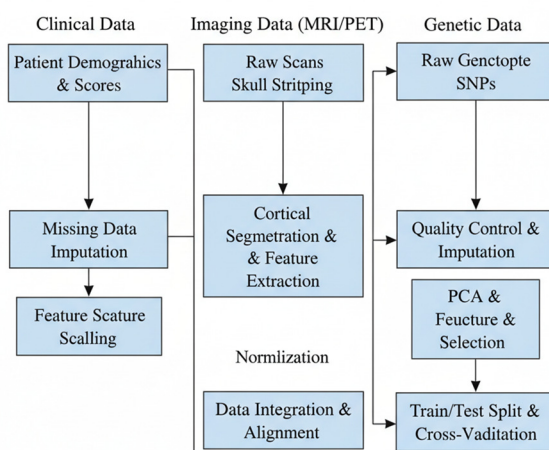 Clinical Data
Imaging Data (MRI/PET)
Genetic Data
Patient Demograhics
& Scores
Raw Scans
Skull Stritping
Raw Genctopte
SNPs
Missing Data
Imputation
Cortical
Segmetration &
& Feature
Extraction
Quality Control &
Imputation
Feature Scature
Scalling
PCA &
Feucture &
Selection
Normlization
Data Integration &
Alignment
Train/Test Split &
Cross-Vaditation